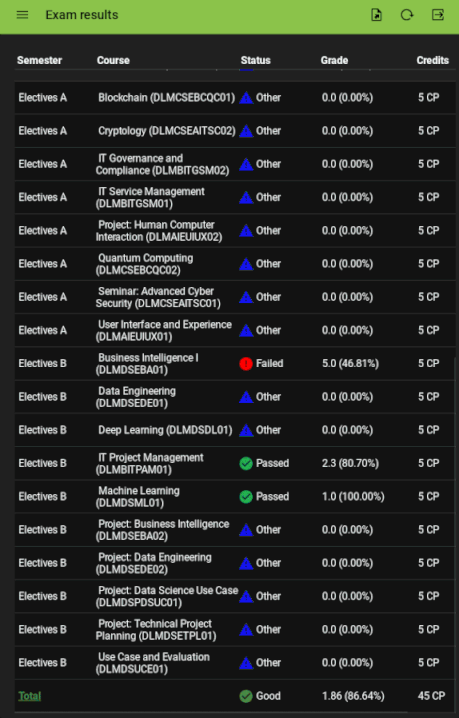 Exam results
Semester Course Status Grade Credits
Electives A Blockchain (DLMCSEBCQC01) Other 0.0 (0.00%) 5 CP
Electives A Cryptology (DLMCSEAITSC02) Other 0.0 (0.00%) 5 CP
Electives A IT Governance and Other 0.0 (0.00%) 5 CP
Compliance (DLMBITGSM02)
Electives A IT Service Management Other 0.0 (0.00%) 5 CP
(DLMBITGSM01)
Electives A Project: Human Computer Other 0.0 (0.00%) 5 CP
Interaction (DLMAIEUIUX02)
Electives A Quantum Computing Other 0.0 (0.00%) 5 CP
(DLMCSEBCQC02)
Electives A Seminar: Advanced Cyber Other 0.0 (0.00%) 5 CP
Security (DLMCSEAITSC01)
Electives A User Interface and Experience Other 0.0 (0.00%) 5 CP
(DLMAIEUIUX01)
Electives B Business Intelligence I Failed 5.0 (46.81%) 5 CP
(DLMDSEBA01)
Electives B Data Engineering Other 0.0 (0.00%) 5 CP
(DLMDSEDE01)
Electives B Deep Learning (DLMDSDL01) Other 0.0 (0.00%) 5 CP
Electives B IT Project Management Passed 2.3 (80.70%) 5 CP
(DLMBITPAM01)
Electives B Machine Learning Passed 1.0 (100.00%) 5 CP
(DLMDSML01)
Electives B Project: Business Intelligence Other 0.0 (0.00%) 5 CP
(DLMDSEBA02)
Electives B Project: Data Engineering Other 0.0 (0.00%) 5 CP
(DLMDSEDE02)
Electives B Project: Data Science Use Case Other 0.0 (0.00%) 5 CP
(DLMDSPDSUC01)
Electives B Project: Technical Project Other 0.0 (0.00%) 5 CP
Planning (DLMDSETPL01)
Electives B Use Case and Evaluation Other 0.0 (0.00%) 5 CP
(DLMDSUCE01)
Total Good 1.86 (86.64%) 45 CP